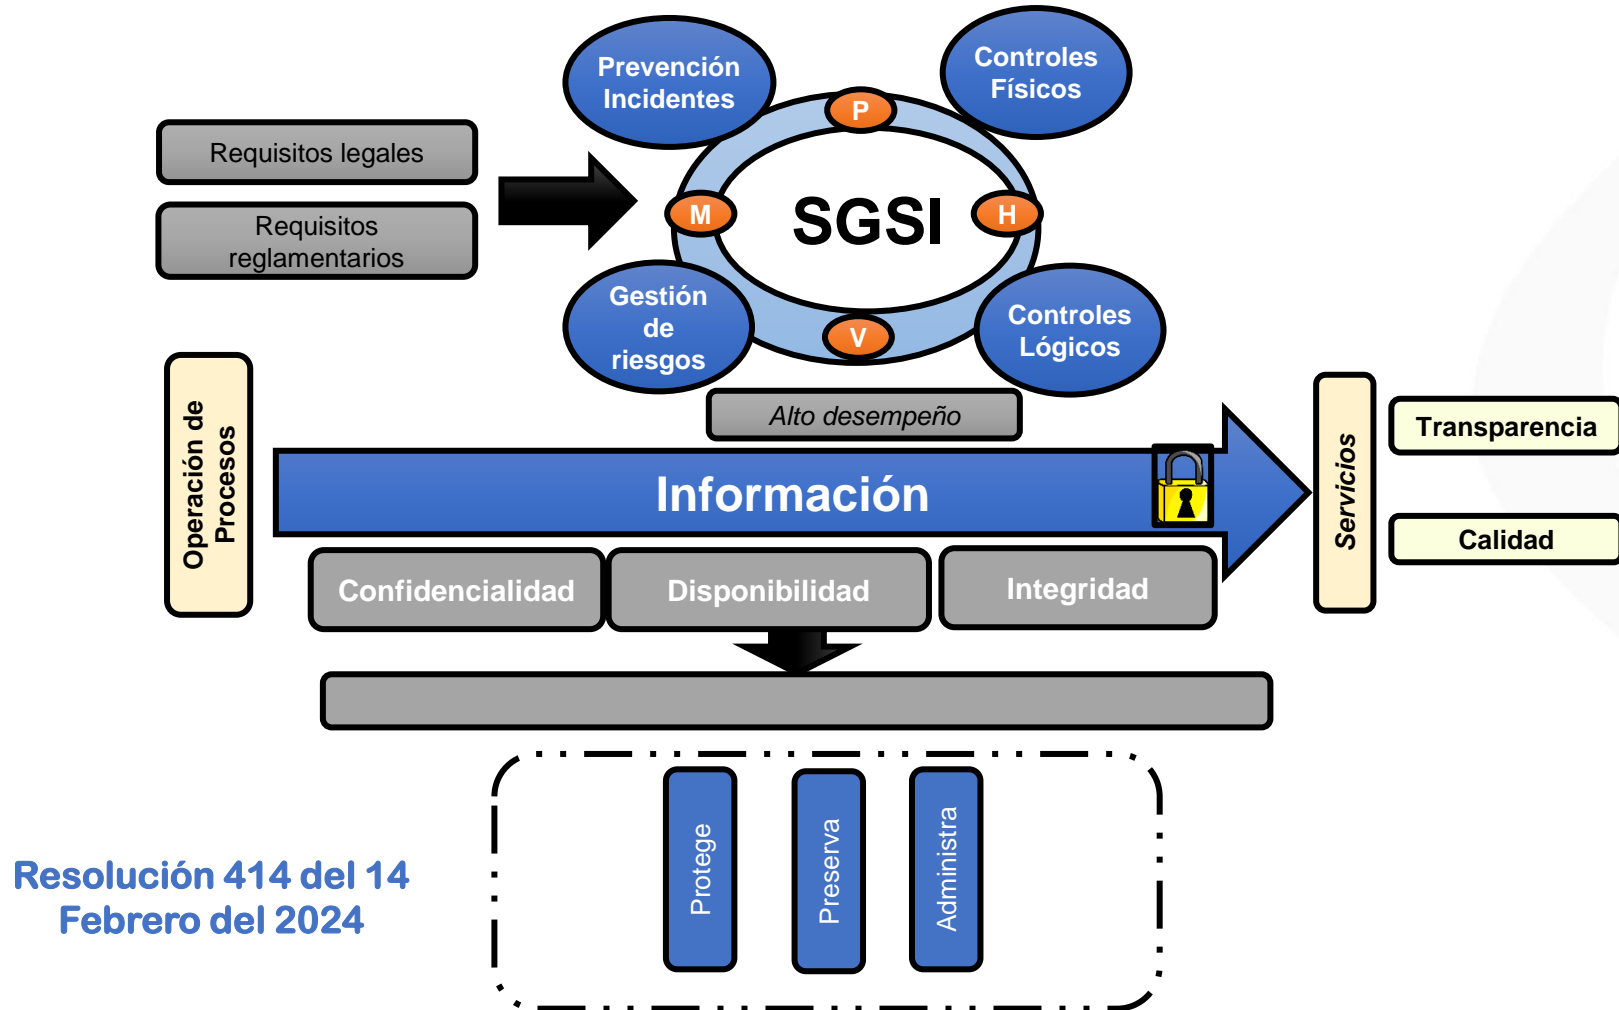 Prevención
Incidentes
Controles
Físicos
P
Requisitos legales
Requisitos
reglamentarios
M
SGSI
H
Gestión
de
riesgos
V
Controles
Lógicos
Alto desempeño
Operación de
Procesos
Información
Servicios
Transparencia
Calidad
Confidencialidad
Disponibilidad
Integridad
Protege
Preserva
Administra
Resolución 414 del 14
Febrero del 2024